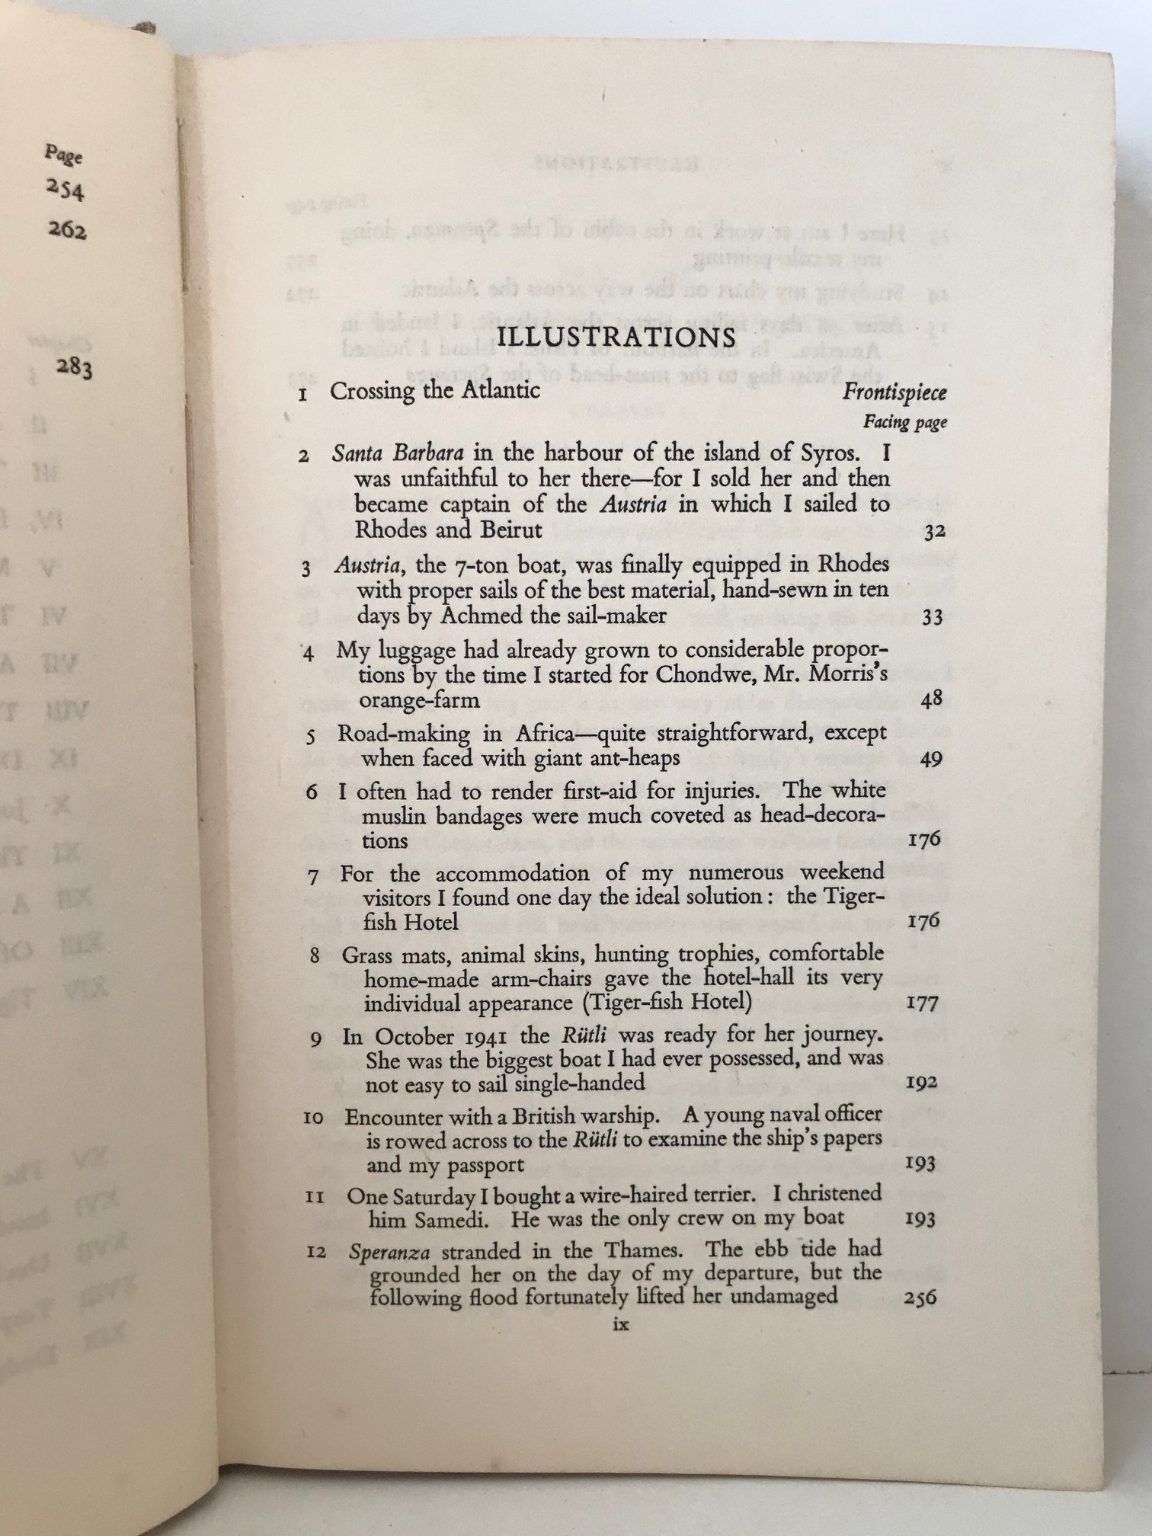 Page
254
262
283
ILLUSTRATIONS
1 Crossing the Atlantic Frontispiece
Facing page
2 Santa Barbara in the harbour of the island of Syros. I
was unfaithful to her there—for I sold her and then
became captain of the Austria in which I sailed to
Rhodes and Beirut 32
3 Austria, the 7-ton boat, was finally equipped in Rhodes
with proper sails of the best material, hand-sewn in ten
days by Achmed the sail-maker 33
4 My luggage had already grown to considerable propor-
tions by the time I started for Chondwe, Mr. Morris's
orange-farm 48
5 Road-making in Africa—quite straightforward, except
when faced with giant ant-heaps 49
6 I often had to render first-aid for injuries. The white
muslin bandages were much coveted as head-decora-
tions 176
7 For the accommodation of my numerous weekend
visitors I found one day the ideal solution: the Tiger-
fish Hotel 176
8 Grass mats, animal skins, hunting trophies, comfortable
home-made arm-chairs gave the hotel-hall its very
individual appearance (Tiger-fish Hotel) 177
9 In October 1941 the Rütli was ready for her journey.
She was the biggest boat I had ever possessed, and was
not easy to sail single-handed 192
10 Encounter with a British warship. A young naval officer
is rowed across to the Rütli to examine the ship's papers
and my passport 193
11 One Saturday I bought a wire-haired terrier. I christened
him Samedi. He was the only crew on my boat 193
12 Speranza stranded in the Thames. The ebb tide had
grounded her on the day of my departure, but the
following flood fortunately lifted her undamaged 256
ix